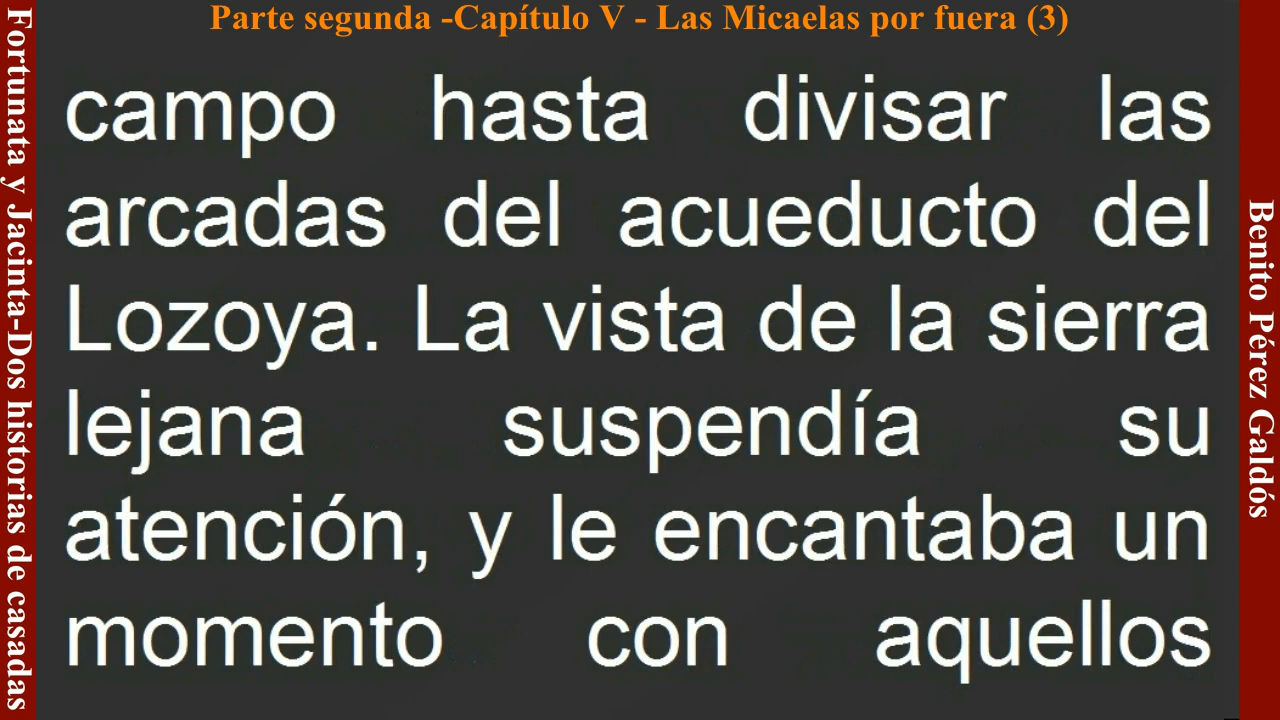 Parte segunda -Capítulo V - Las Micaelas por fuera (3)
Fortunata y Jacinta-Dos historias de casadas
campo hasta divisar las
arcadas del acueducto del
Lozoya. La vista de la sierra
lejana suspendía su
atención, y le encantaba un
momento con aquellos
Benito Pérez Galdós